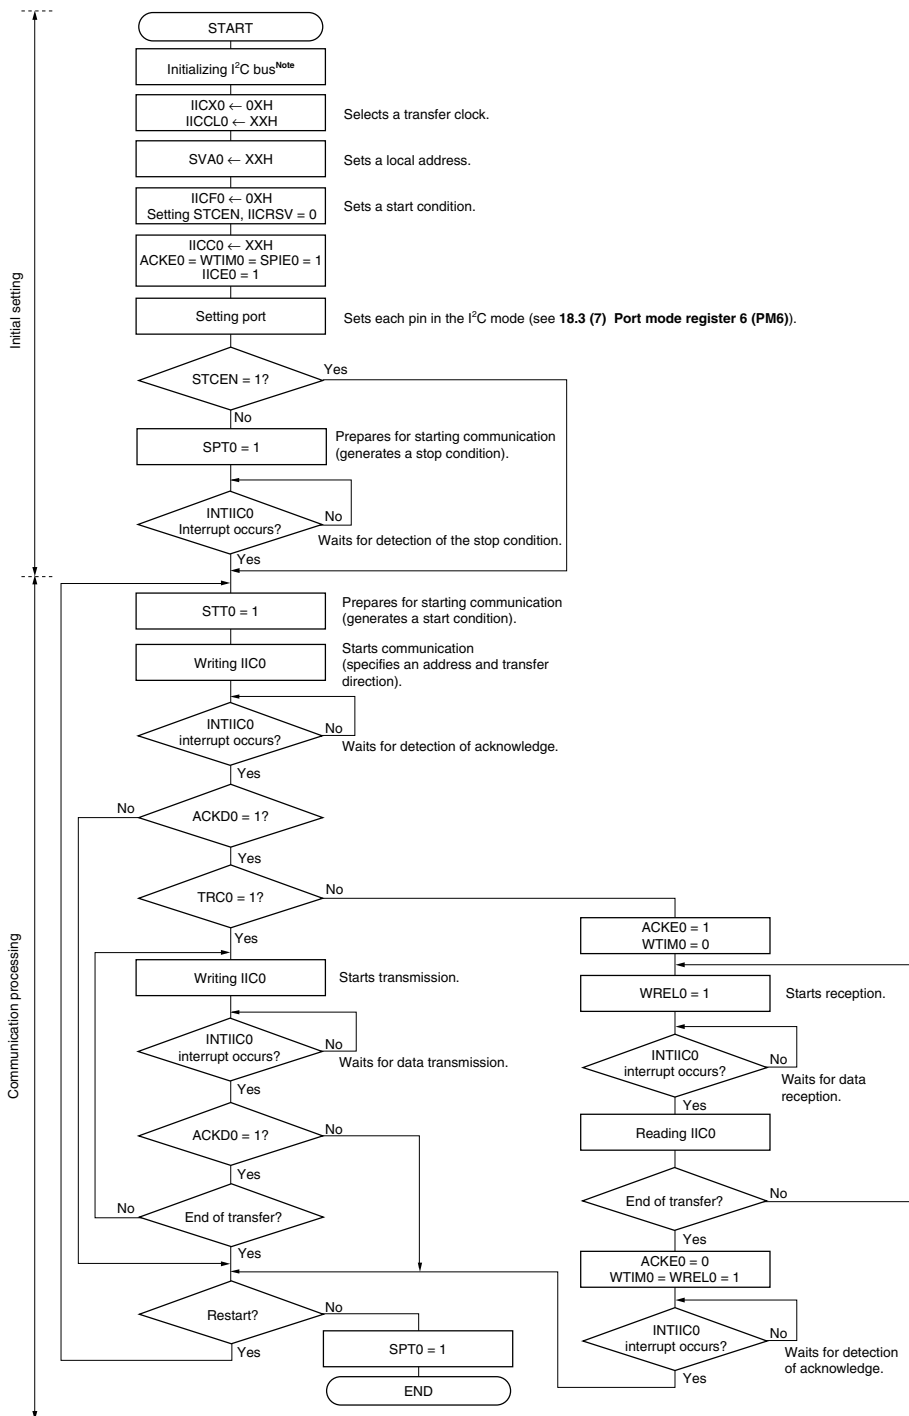 START
Initializing I²C bus^Note
IICX0 ← 0XH
IICCL0 ← XXH
Selects a transfer clock.
SVA0 ← XXH
Sets a local address.
IICF0 ← 0XH
Setting STCEN, IICRSV = 0
Sets a start condition.
IICC0 ← XXH
ACKE0 = WTIM0 = SPIE0 = 1
IICE0 = 1
Initial setting
Setting port
Sets each pin in the I²C mode (see 18.3 (7) Port mode register 6 (PM6)).
STCEN = 1?
Yes
No
SPT0 = 1
Prepares for starting communication
(generates a stop condition).
INTIIC0
Interrupt occurs?
No
Waits for detection of the stop condition.
Yes
STT0 = 1
Prepares for starting communication
(generates a start condition).
Writing IIC0
Starts communication
(specifies an address and transfer
direction).
INTIIC0
interrupt occurs?
No
Waits for detection of acknowledge.
Yes
No
ACKD0 = 1?
Yes
TRC0 = 1?
No
Yes
Communication processing
Writing IIC0
Starts transmission.
INTIIC0
interrupt occurs?
No
Waits for data transmission.
Yes
ACKD0 = 1?
No
Yes
No
End of transfer?
Yes
ACKE0 = 1
WTIM0 = 0
WREL0 = 1
Starts reception.
INTIIC0
interrupt occurs?
No
Waits for data
reception.
Yes
Reading IIC0
End of transfer?
No
Yes
ACKE0 = 0
WTIM0 = WREL0 = 1
INTIIC0
interrupt occurs?
No
Waits for detection
of acknowledge.
Yes
Restart?
No
Yes
SPT0 = 1
END